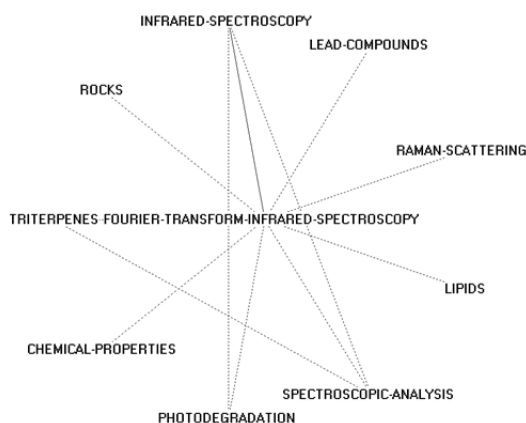 INFRARED-SPECTROSCOPY
LEAD-COMPOUNDS
ROCKS
RAMAN-SCATTERING
TRITERPENES FOURIER-TRANSFORM-INFRARED-SPECTROSCOPY
LIPIDS
CHEMICAL-PROPERTIES
SPECTROSCOPIC-ANALYSIS
PHOTODEGRADATION